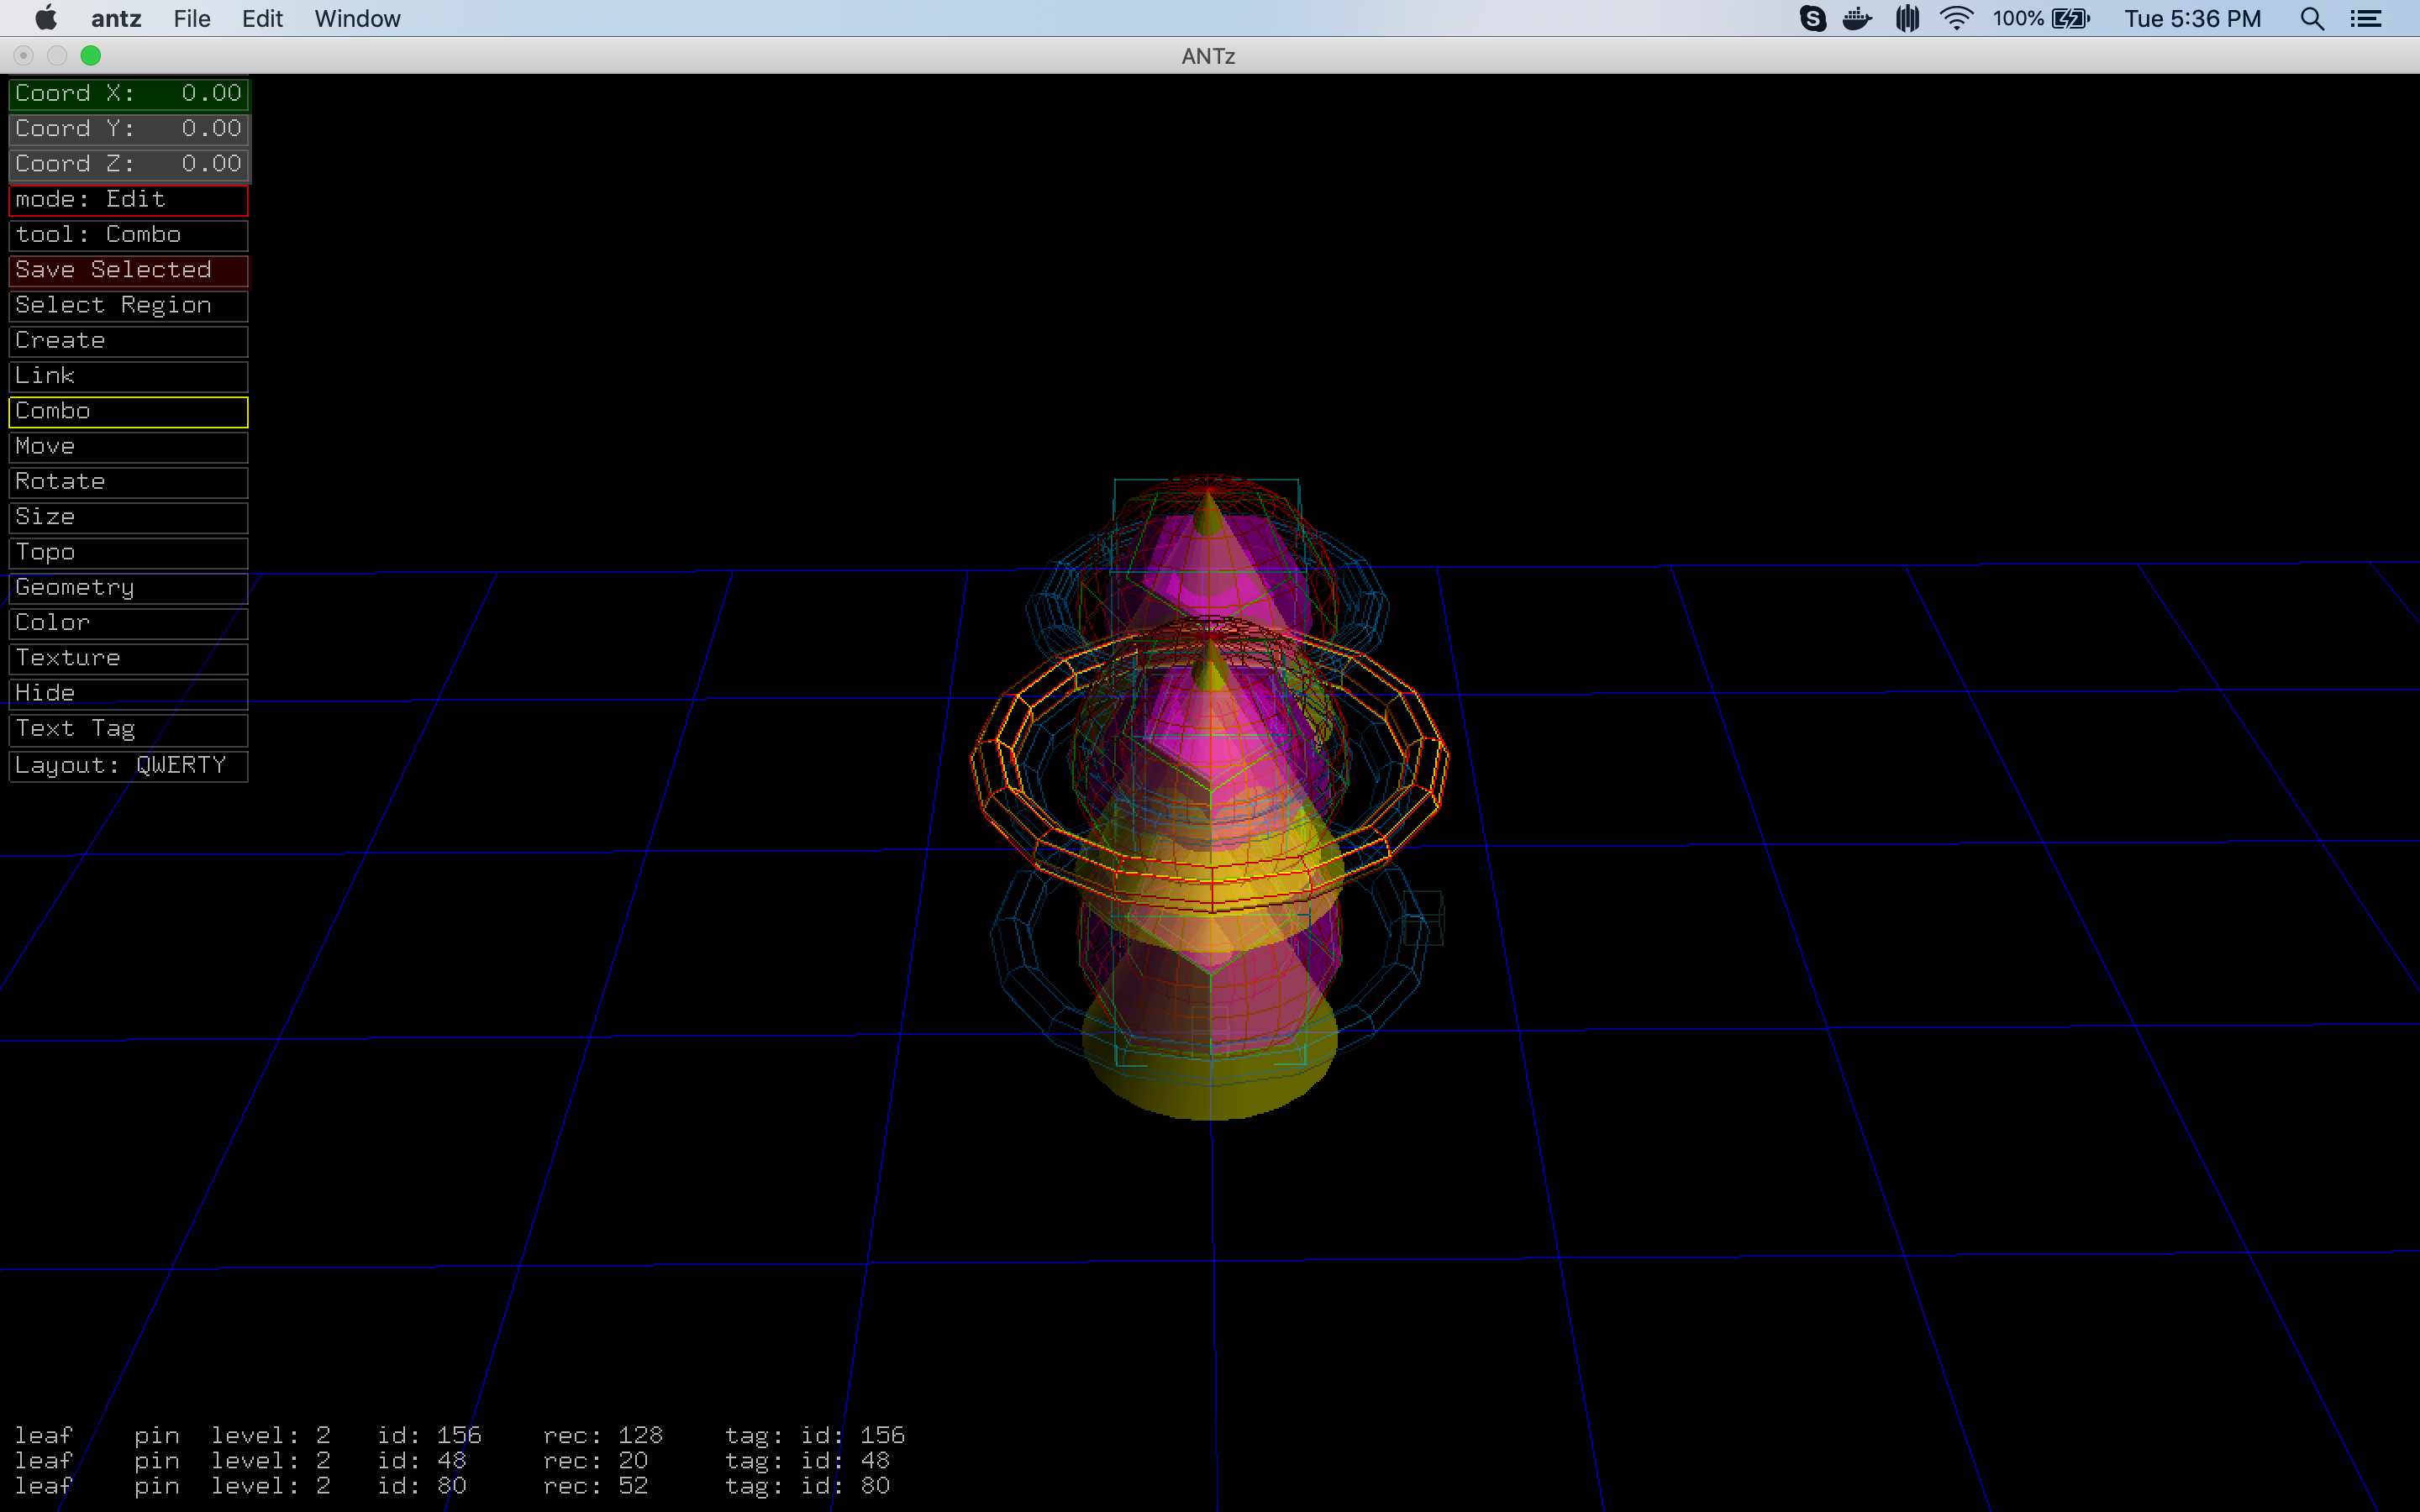 antz File Edit Window 100% Tue 5:36 PM
ANTz
Coord X: 0.00
Coord Y: 0.00
Coord Z: 0.00
mode: Edit
tool: Combo
Save Selected
Select Region
Create
Link
Combo
Move
Rotate
Size
Topo
Geometry
Color
Texture
Hide
Text Tag
Layout: QWERTY
leaf pin level: 2 id: 156 rec: 128 tag: id: 156
leaf pin level: 2 id: 48 rec: 20 tag: id: 48
leaf pin level: 2 id: 80 rec: 52 tag: id: 80